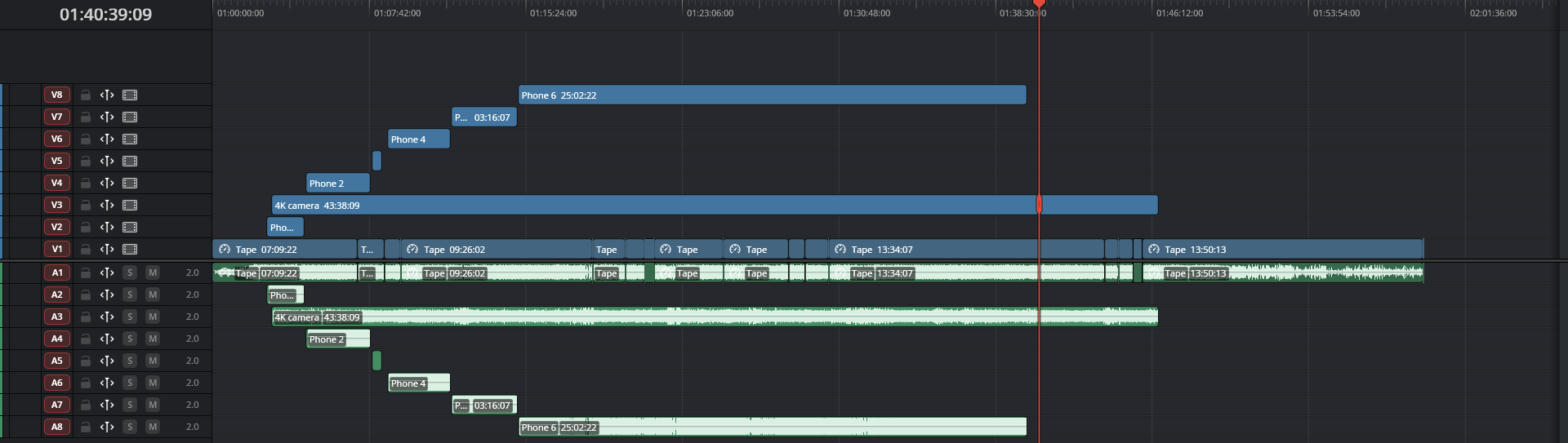 01:40:39:09
01:00:00:00 01:07:42:00 01:15:24:00 01:23:06:00 01:30:48:00 01:38:30:00 01:46:12:00 01:53:54:00 02:01:36:00
V8 Phone 6 25:02:22
V7 P... 03:16:07
V6 Phone 4
V5
V4 Phone 2
V3 4K camera 43:38:09
V2 Pho...
V1 Tape 07:09:22 T... Tape 09:26:02 Tape Tape Tape Tape 13:34:07 Tape 13:50:13
A1 S M 2.0 Tape 07:09:22 T... Tape 09:26:02 Tape Tape Tape Tape 13:34:07 Tape 13:50:13
A2 S M 2.0 Pho...
A3 S M 2.0 4K camera 43:38:09
A4 S M 2.0 Phone 2
A5 S M 2.0
A6 S M 2.0 Phone 4
A7 S M 2.0 P... 03:16:07
A8 S M 2.0 Phone 6 25:02:22